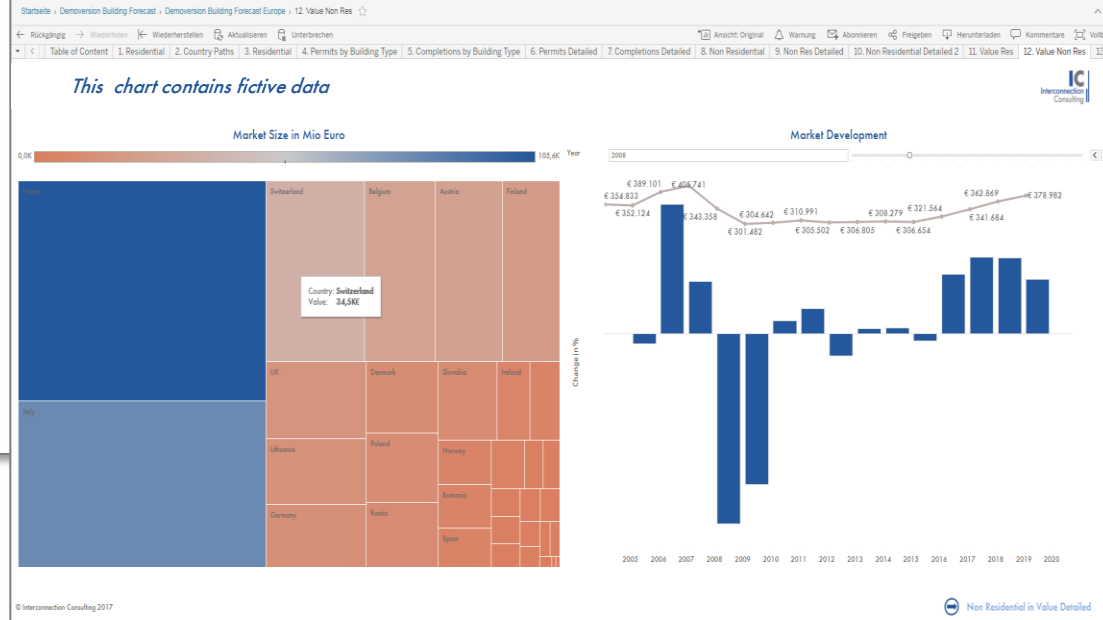 Startseite › Demoversion Building Forecast › Demoversion Building Forecast Europe › 12. Value Non Res
Rückgängig Wiederholen Wiederherstellen Aktualisieren Unterbrechen Ansicht: Original Warnung Abonnieren Freigeben Herunterladen Kommentare
Table of Content 1. Residential 2. Country Paths 3. Residential 4. Permits by Building Type 5. Completions by Building Type 6. Permits Detailed 7. Completions Detailed 8. Non Residential 9. Non Res Detailed 10. Non Residential Detailed 2 11. Value Res 12. Value Non Res 13
This chart contains fictive data
IC
Interconnection
Consulting
Market Size in Mio Euro
0,0K
105,6K
France
Switzerland
Belgium
Austria
Finland
Country: Switzerland
Value: 34,5K€
UK
Denmark
Slovakia
Ireland
Italy
Lithuania
Poland
Norway
Romania
Germany
Russia
Spain
Market Development
Year
2008
€ 354.833
€ 352.124
€ 389.101
€ 405.741
€ 343.358
€ 301.482
€ 304.642
€ 310.991
€ 305.502
€ 306.805
€ 308.279
€ 306.654
€ 321.564
€ 341.684
€ 362.869
€ 378.982
Change in %
2005 2006 2007 2008 2009 2010 2011 2012 2013 2014 2015 2016 2017 2018 2019 2020
© Interconnection Consulting 2017
Non Residential in Value Detailed